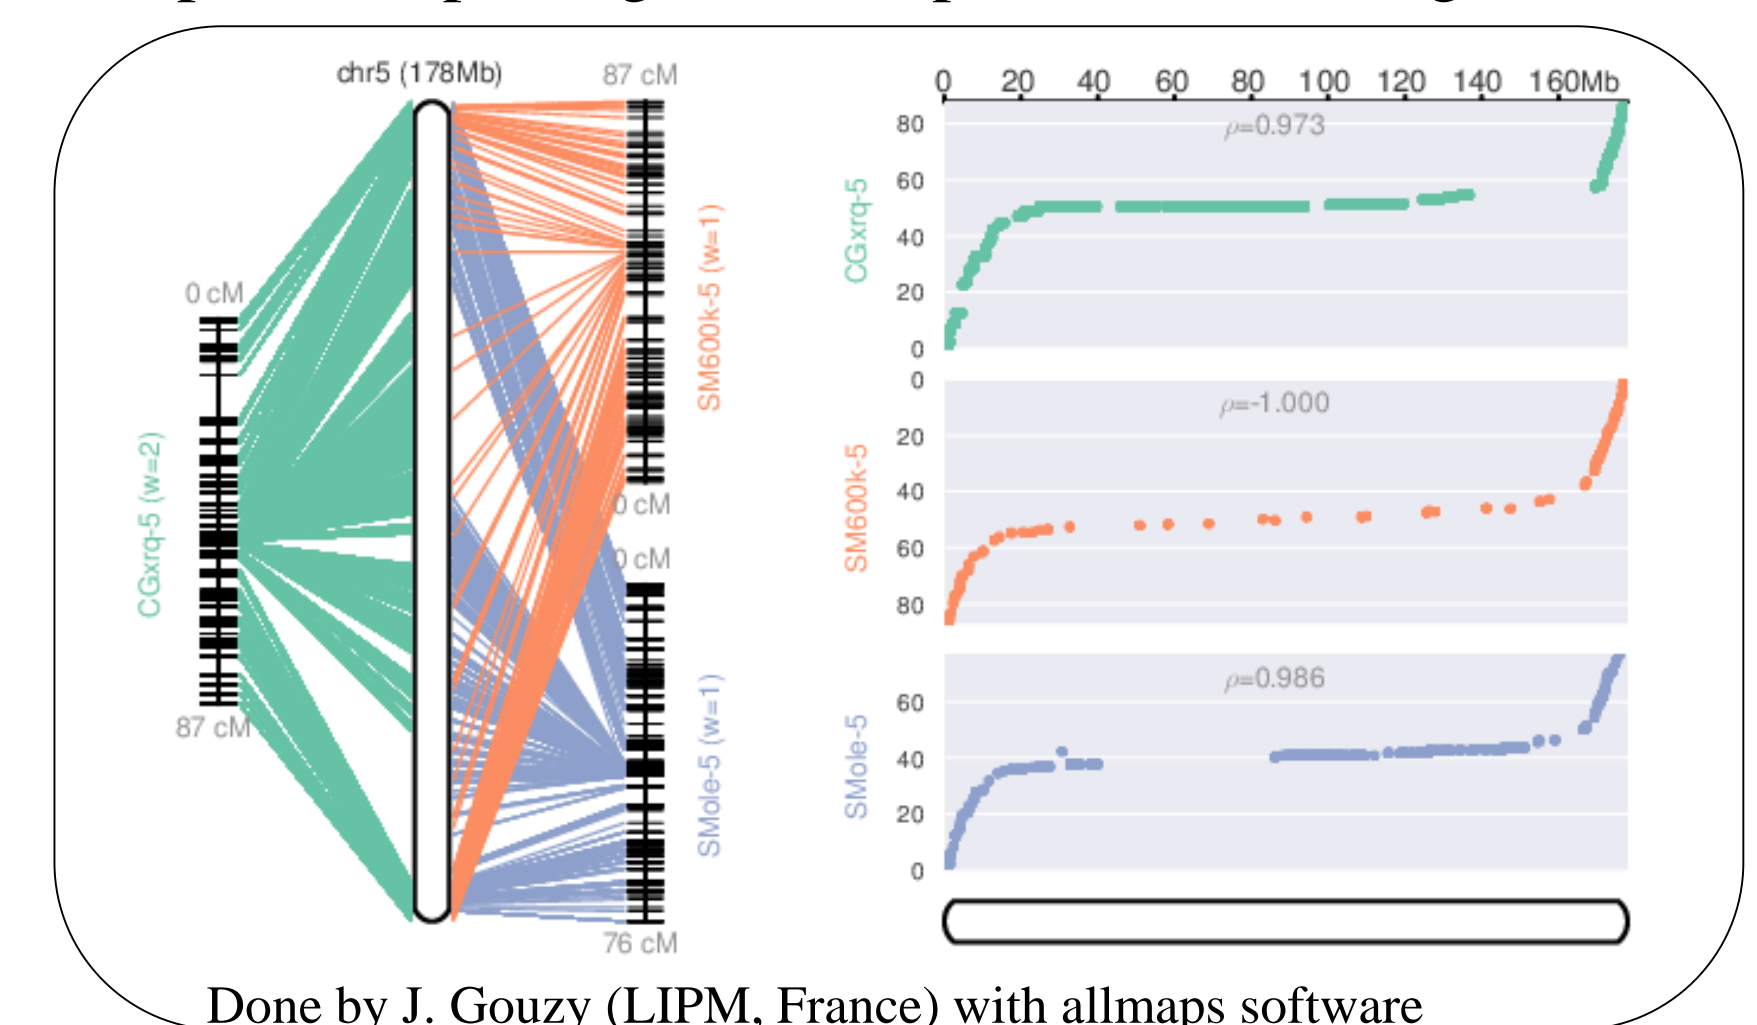 chr5 (178Mb)
87 cM
SM600k-5 (w=1)
0 cM
0 cM
CGxrq-5 (w=2)
87 cM
0 cM
SMole-5 (w=1)
76 cM
0 20 40 60 80 100 120 140 160Mb
ρ=0.973
CGxrq-5
80
60
40
20
0
ρ=-1.000
SM600k-5
0
20
40
60
80
ρ=0.986
SMole-5
60
40
20
0
Done by J. Gouzy (LIPM, France) with allmaps software